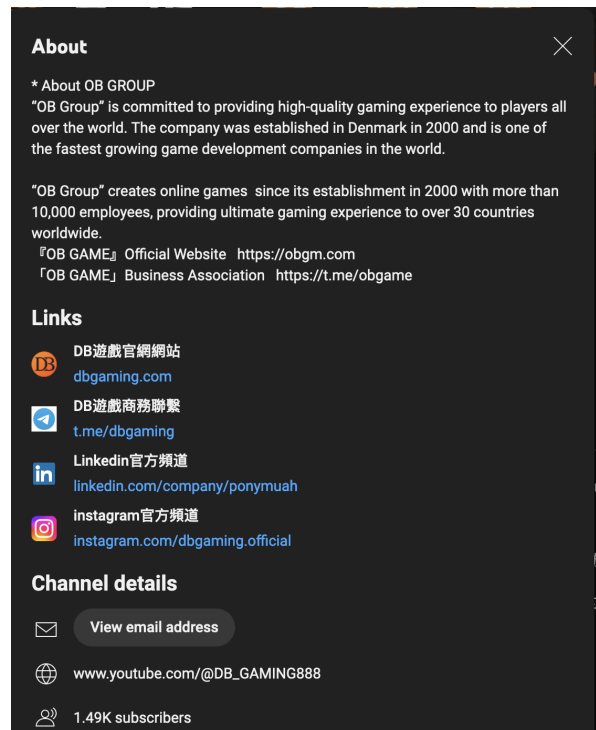 About
* About OB GROUP
“OB Group” is committed to providing high-quality gaming experience to players all
over the world. The company was established in Denmark in 2000 and is one of
the fastest growing game development companies in the world.
“OB Group” creates online games  since its establishment in 2000 with more than
10,000 employees, providing ultimate gaming experience to over 30 countries
worldwide.
『OB GAME』Official Website   https://obgm.com
「OB GAME」Business Association   https://t.me/obgame
Links
DB
DB遊戲官網網站
dbgaming.com
DB遊戲商務聯繫
t.me/dbgaming
in
Linkedin官方頻道
linkedin.com/company/ponymuah
instagram官方頻道
instagram.com/dbgaming.official
Channel details
View email address
www.youtube.com/@DB_GAMING888
1.49K subscribers